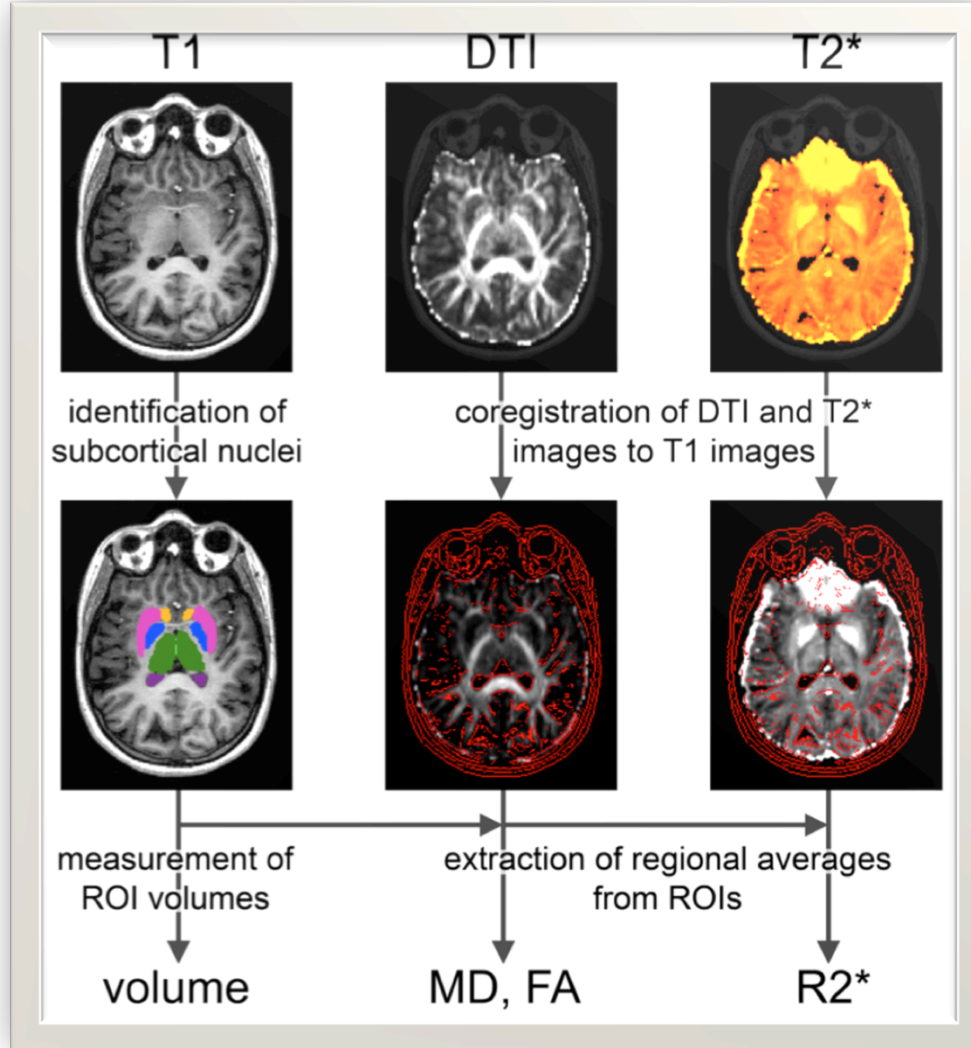 T1
DTI
T2*
identification of
subcortical nuclei
coregistration of DTI and T2*
images to T1 images
measurement of
ROI volumes
extraction of regional averages
from ROIs
volume
MD, FA
R2*